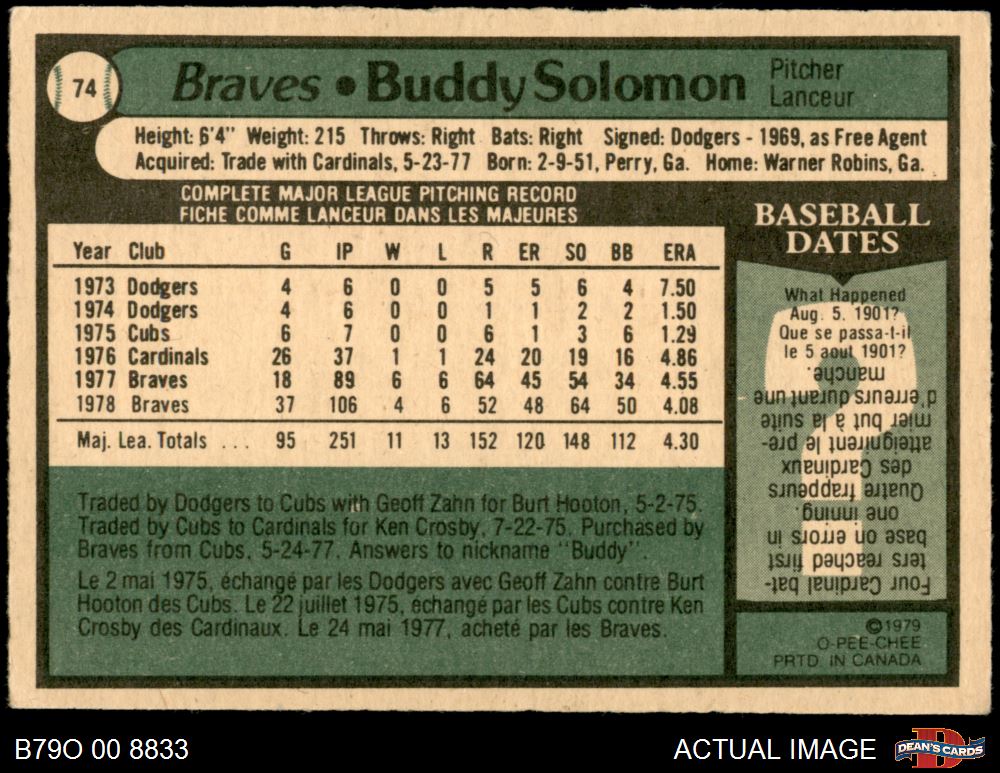 74
Braves • Buddy Solomon
Pitcher
Lanceur
Height: 6'4" Weight: 215 Throws: Right Bats: Right Signed: Dodgers - 1969, as Free Agent
Acquired: Trade with Cardinals, 5-23-77 Born: 2-9-51, Perry, Ga. Home: Warner Robins, Ga.
COMPLETE MAJOR LEAGUE PITCHING RECORD
FICHE COMME LANCEUR DANS LES MAJEURES
Year Club G IP W L R ER SO BB ERA
1973 Dodgers 4 6 0 0 5 5 6 4 7.50
1974 Dodgers 4 6 0 0 1 1 2 2 1.50
1975 Cubs 6 7 0 0 6 1 3 6 1.29
1976 Cardinals 26 37 1 1 24 20 19 16 4.86
1977 Braves 18 89 6 6 64 45 54 34 4.55
1978 Braves 37 106 4 6 52 48 64 50 4.08
Maj. Lea. Totals ... 95 251 11 13 152 120 148 112 4.30
Traded by Dodgers to Cubs with Geoff Zahn for Burt Hooton, 5-2-75.
Traded by Cubs to Cardinals for Ken Crosby, 7-22-75. Purchased by
Braves from Cubs, 5-24-77. Answers to nickname "Buddy".
Le 2 mai 1975, échangé par les Dodgers avec Geoff Zahn contre Burt
Hooton des Cubs. Le 22 juillet 1975, échangé par les Cubs contre Ken
Crosby des Cardinaux. Le 24 mai 1977, acheté par les Braves.
BASEBALL
DATES
What Happened
Aug. 5, 1901?
Que se passa-t-il
le 5 aout 1901?
Four Cardinal bat-
ters reached first
base on errors in
one inning.
Quatre frappeurs
des Cardinaux
atteignirent le pre-
mier but à la suite
d'erreurs durant une
manche.
©1979
O-PEE-CHEE
PRTD. IN CANADA
B79O 00 8833
ACTUAL IMAGE
DEAN'S CARDS